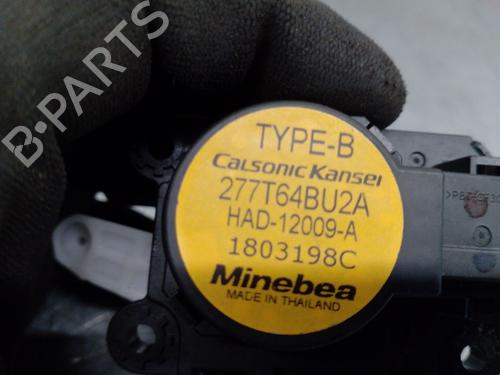 B-PARTS
TYPE-B
CALSONIC KANSEI
277T64BU2A
HAD-12009-A
1803198C
Minebea
MADE IN THAILAND